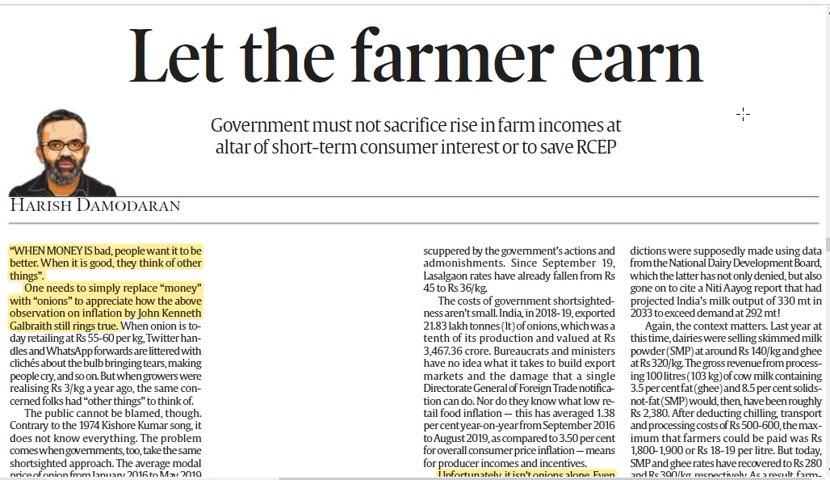 Let the farmer earn
Government must not sacrifice rise in farm incomes at
altar of short-term consumer interest or to save RCEP
HARISH DAMODARAN
“WHEN MONEY IS bad, people want it to be
better. When it is good, they think of other
things”.
One needs to simply replace “money”
with “onions” to appreciate how the above
observation on inflation by John Kenneth
Galbraith still rings true. When onion is to-
day retailing at Rs 55-60 per kg, Twitter han-
dles and WhatsApp forwards are littered with
clichés about the bulb bringing tears, making
people cry, and so on. But when growers were
realising Rs 3/kg a year ago, the same con-
cerned folks had “other things” to think of.
The public cannot be blamed, though.
Contrary to the 1974 Kishore Kumar song, it
does not know everything. The problem
comes when governments, too, take the same
shortsighted approach. The average modal
price of onion from January 2016 to May 2019
scuppered by the government's actions and
admonishments. Since September 19,
Lasalgaon rates have already fallen from Rs
45 to Rs 36/kg.
The costs of government shortsighted-
ness aren't small. India, in 2018-19, exported
21.83 lakh tonnes (lt) of onions, which was a
tenth of its production and valued at Rs
3,467.36 crore. Bureaucrats and ministers
have no idea what it takes to build export
markets and the damage that a single
Directorate General of Foreign Trade notifica-
tion can do. Nor do they know what low re-
tail food inflation — this has averaged 1.38
per cent year-on-year from September 2016
to August 2019, as compared to 3.50 per cent
for overall consumer price inflation — means
for producer incomes and incentives.
Unfortunately, it isn't onions alone. Even
dictions were supposedly made using data
from the National Dairy Development Board,
which the latter has not only denied, but also
gone on to cite a Niti Aayog report that had
projected India's milk output of 330 mt in
2033 to exceed demand at 292 mt!
Again, the context matters. Last year at
this time, dairies were selling skimmed milk
powder (SMP) at around Rs 140/kg and ghee
at Rs 320/kg. The gross revenue from process-
ing 100 litres (103 kg) of cow milk containing
3.5 per cent fat (ghee) and 8.5 per cent solids-
not-fat (SMP) would, then, have been roughly
Rs 2,380. After deducting chilling, transport
and processing costs of Rs 500-600, the max-
imum that farmers could be paid was Rs
1,800-1,900 or Rs 18-19 per litre. But today,
SMP and ghee rates have recovered to Rs 280
and Rs 390/kg, respectively. As a result, farm-